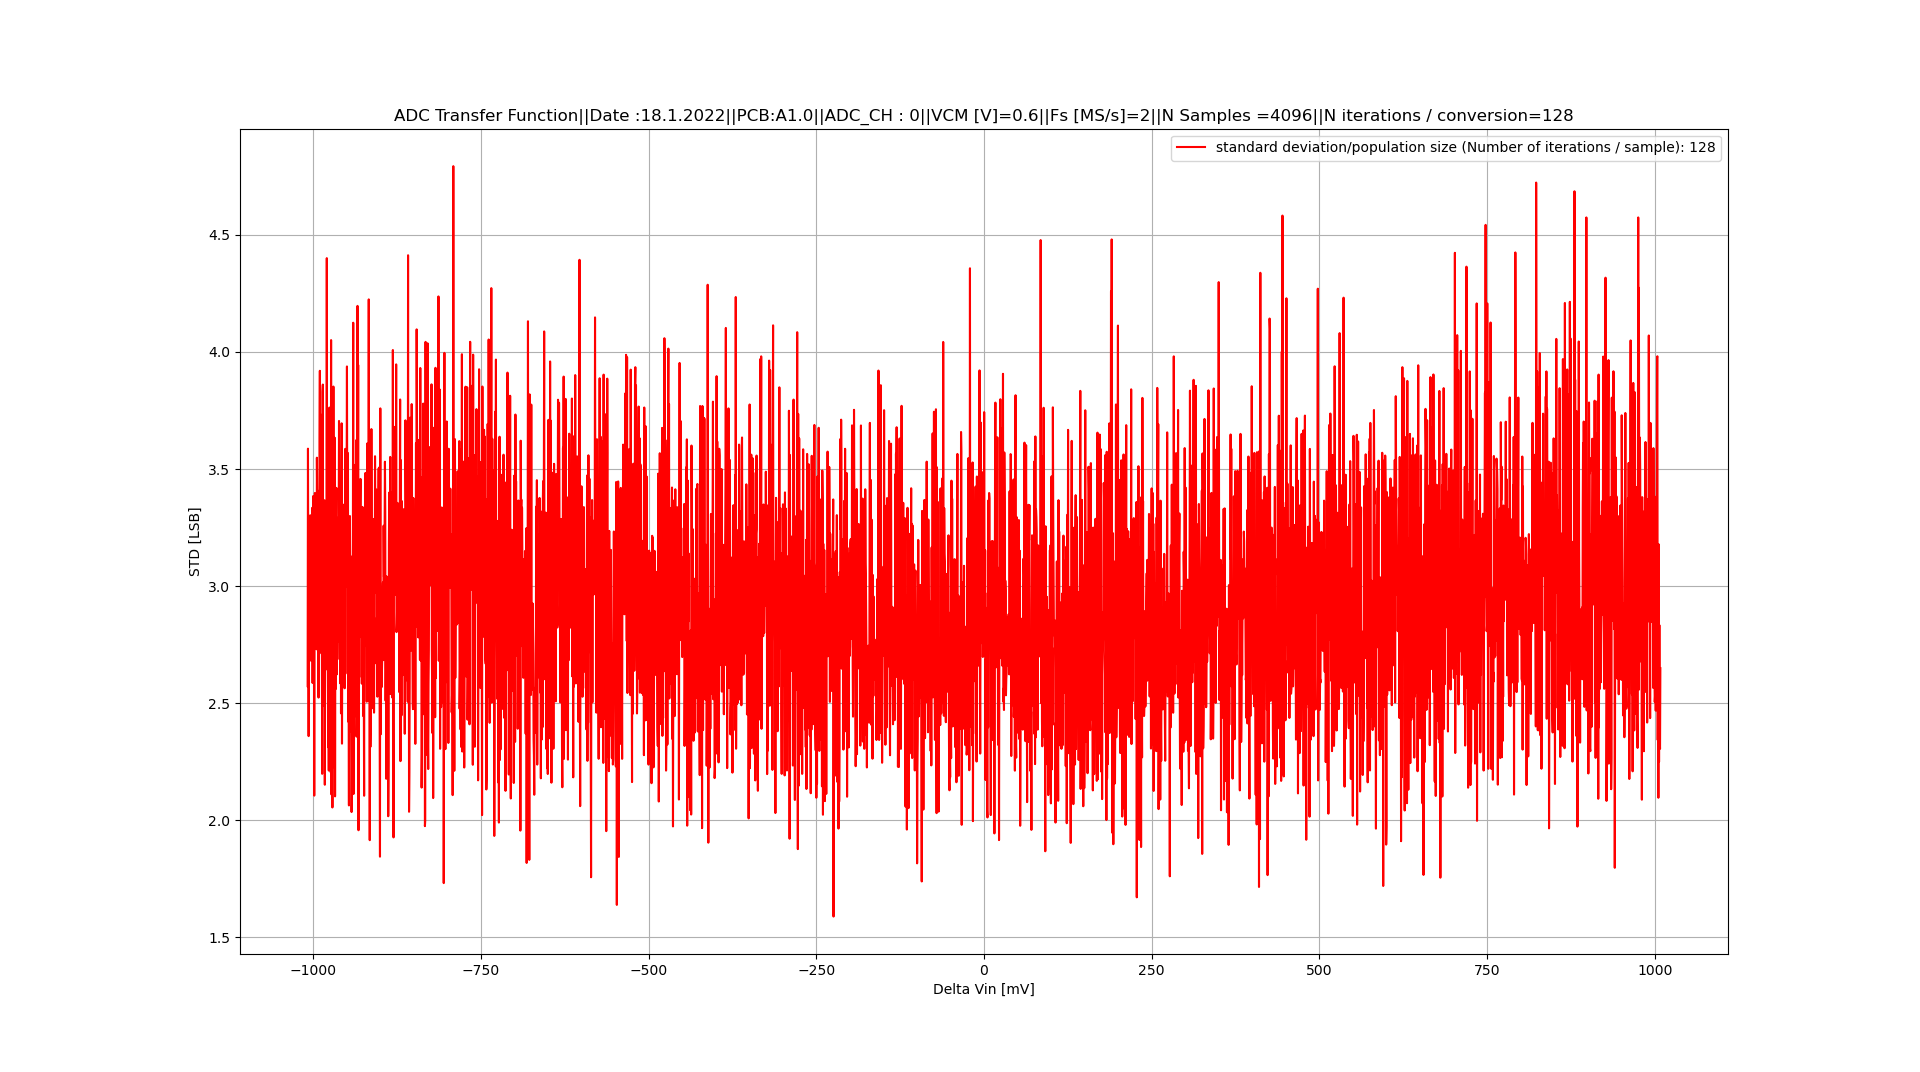 ADC Transfer Function||Date :18.1.2022||PCB:A1.0||ADC_CH : 0||VCM [V]=0.6||Fs [MS/s]=2||N Samples =4096||N iterations / conversion=128
standard deviation/population size (Number of iterations / sample): 128
4.5
4.0
3.5
3.0
2.5
2.0
1.5
STD [LSB]
−1000 −750 −500 −250 0 250 500 750 1000
Delta Vin [mV]